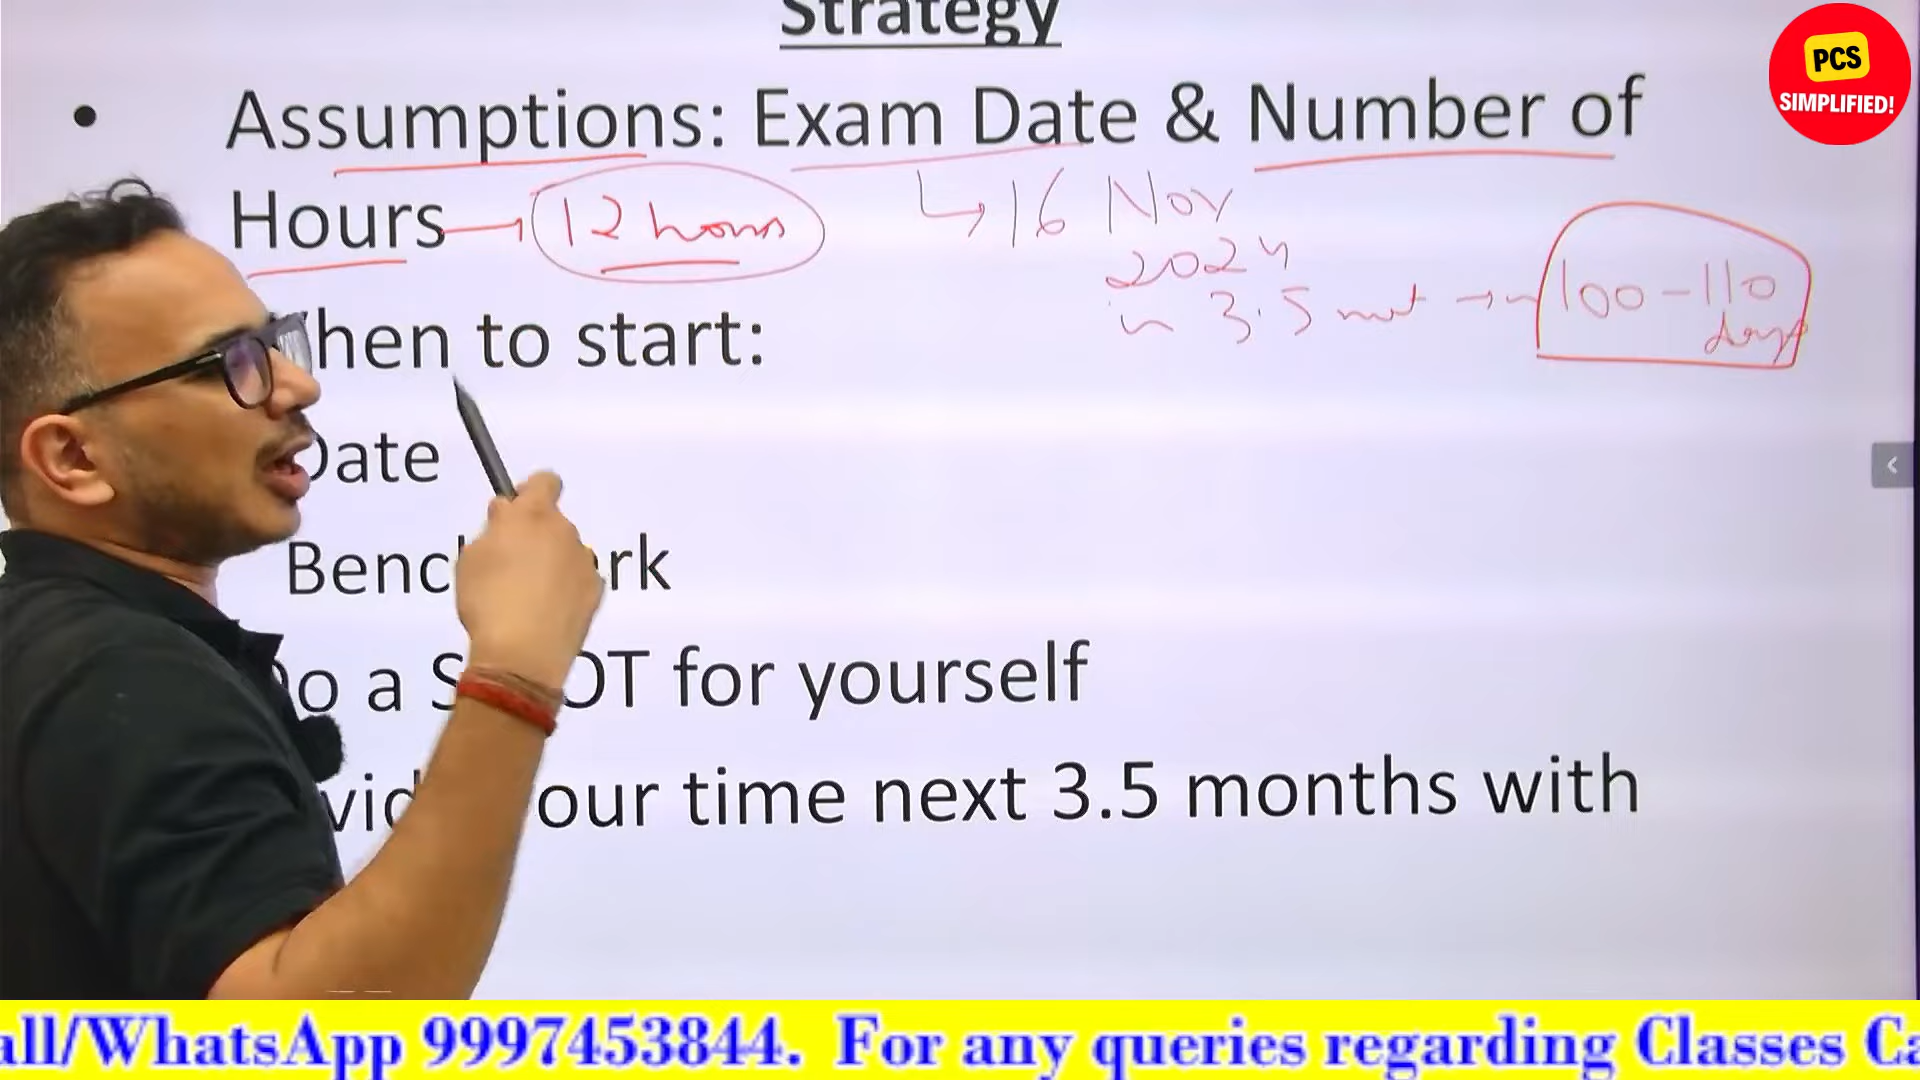 Strategy
PCS
SIMPLIFIED!
• Assumptions: Exam Date & Number of
Hours → 12 hours
↳ 16 Nov
2024
in 3.5 → 100-110
days
hen to start:
Date
Benc rk
o a S OT for yourself
vid our time next 3.5 months with
all/WhatsApp 9997453844. For any queries regarding Classes Ca